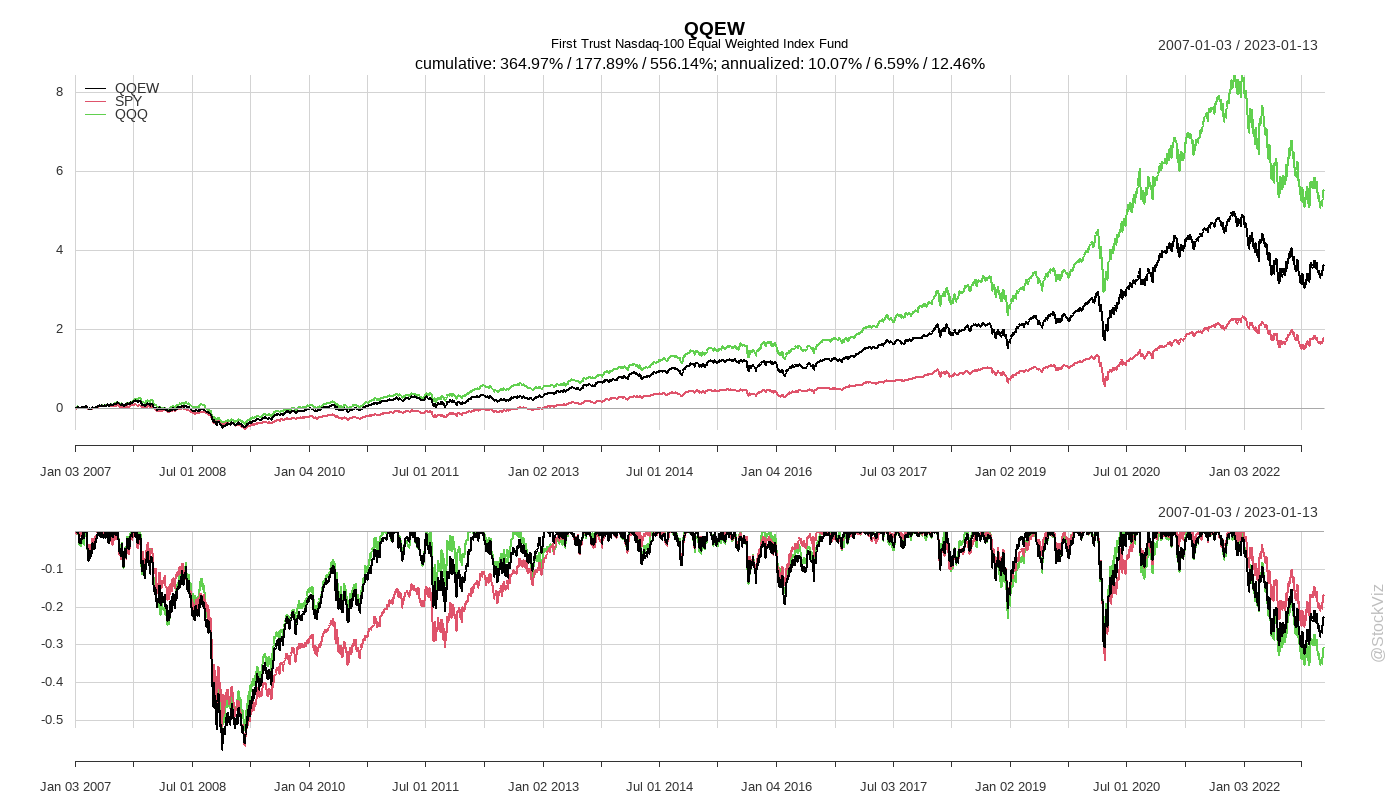 QQEW
First Trust Nasdaq-100 Equal Weighted Index Fund
2007-01-03 / 2023-01-13
cumulative: 364.97% / 177.89% / 556.14%; annualized: 10.07% / 6.59% / 12.46%
QQEW
SPY
QQQ
8
6
4
2
0
Jan 03 2007 Jul 01 2008 Jan 04 2010 Jul 01 2011 Jan 02 2013 Jul 01 2014 Jan 04 2016 Jul 03 2017 Jan 02 2019 Jul 01 2020 Jan 03 2022
2007-01-03 / 2023-01-13
-0.1
-0.2
-0.3
-0.4
-0.5
Jan 03 2007 Jul 01 2008 Jan 04 2010 Jul 01 2011 Jan 02 2013 Jul 01 2014 Jan 04 2016 Jul 03 2017 Jan 02 2019 Jul 01 2020 Jan 03 2022
@StockViz